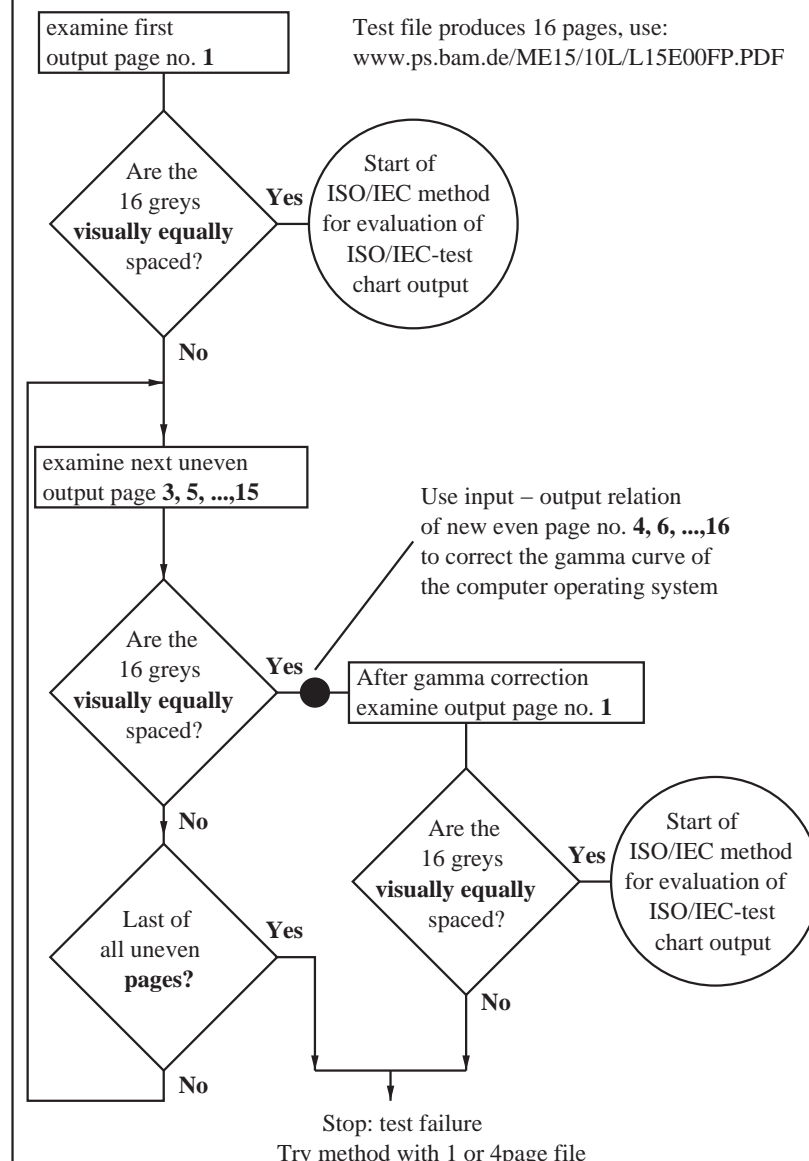 examine first
output page no. 1
Test file produces 16 pages, use:
www.ps.bam.de/ME15/10L/L15E00FP.PDF
Are the
16 greys
visually equally
spaced?
Yes
Start of
ISO/IEC method
for evaluation of
ISO/IEC-test
chart output
No
examine next uneven
output page 3, 5, ...,15
Use input – output relation
of new even page no. 4, 6, ...,16
to correct the gamma curve of
the computer operating system
Are the
16 greys
visually equally
spaced?
Yes
After gamma correction
examine output page no. 1
No
Are the
16 greys
visually equally
spaced?
Yes
Start of
ISO/IEC method
for evaluation of
ISO/IEC-test
chart output
Last of
all uneven
pages?
Yes
No
No
Stop: test failure
Try method with 1 or 4page file